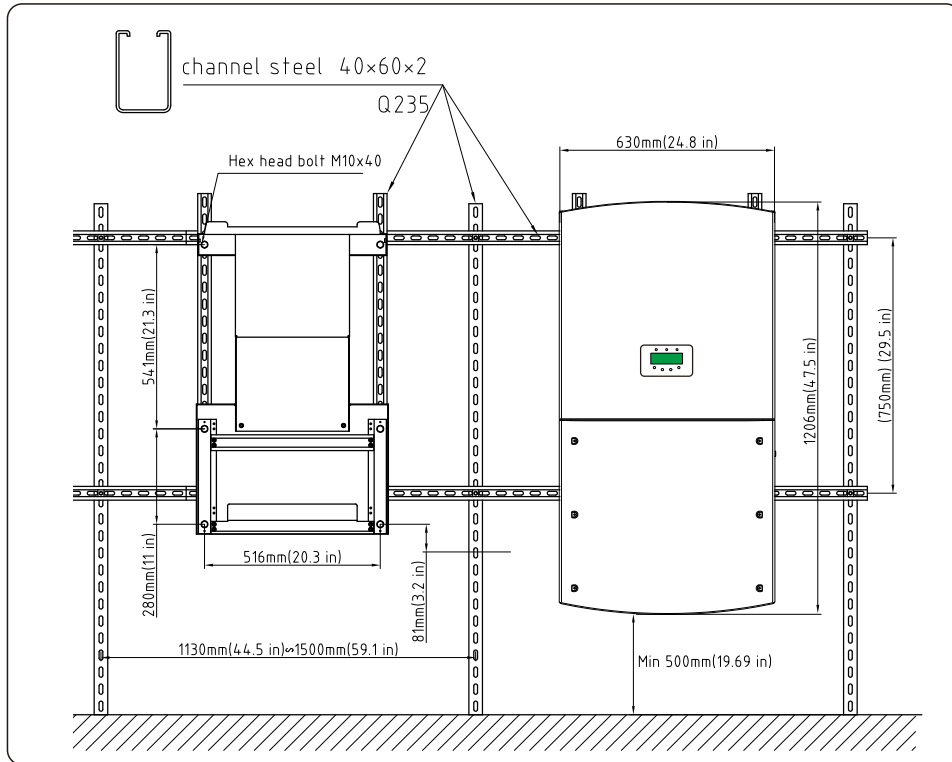 channel steel 40×60×2
Q235
Hex head bolt M10x40
630mm(24.8 in)
541mm(21.3 in)
1206mm(47.5 in)
(750mm) (29.5 in)
280mm(11 in)
516mm(20.3 in)
81mm(3.2 in)
1130mm(44.5 in)∽1500mm(59.1 in)
Min 500mm(19.69 in)